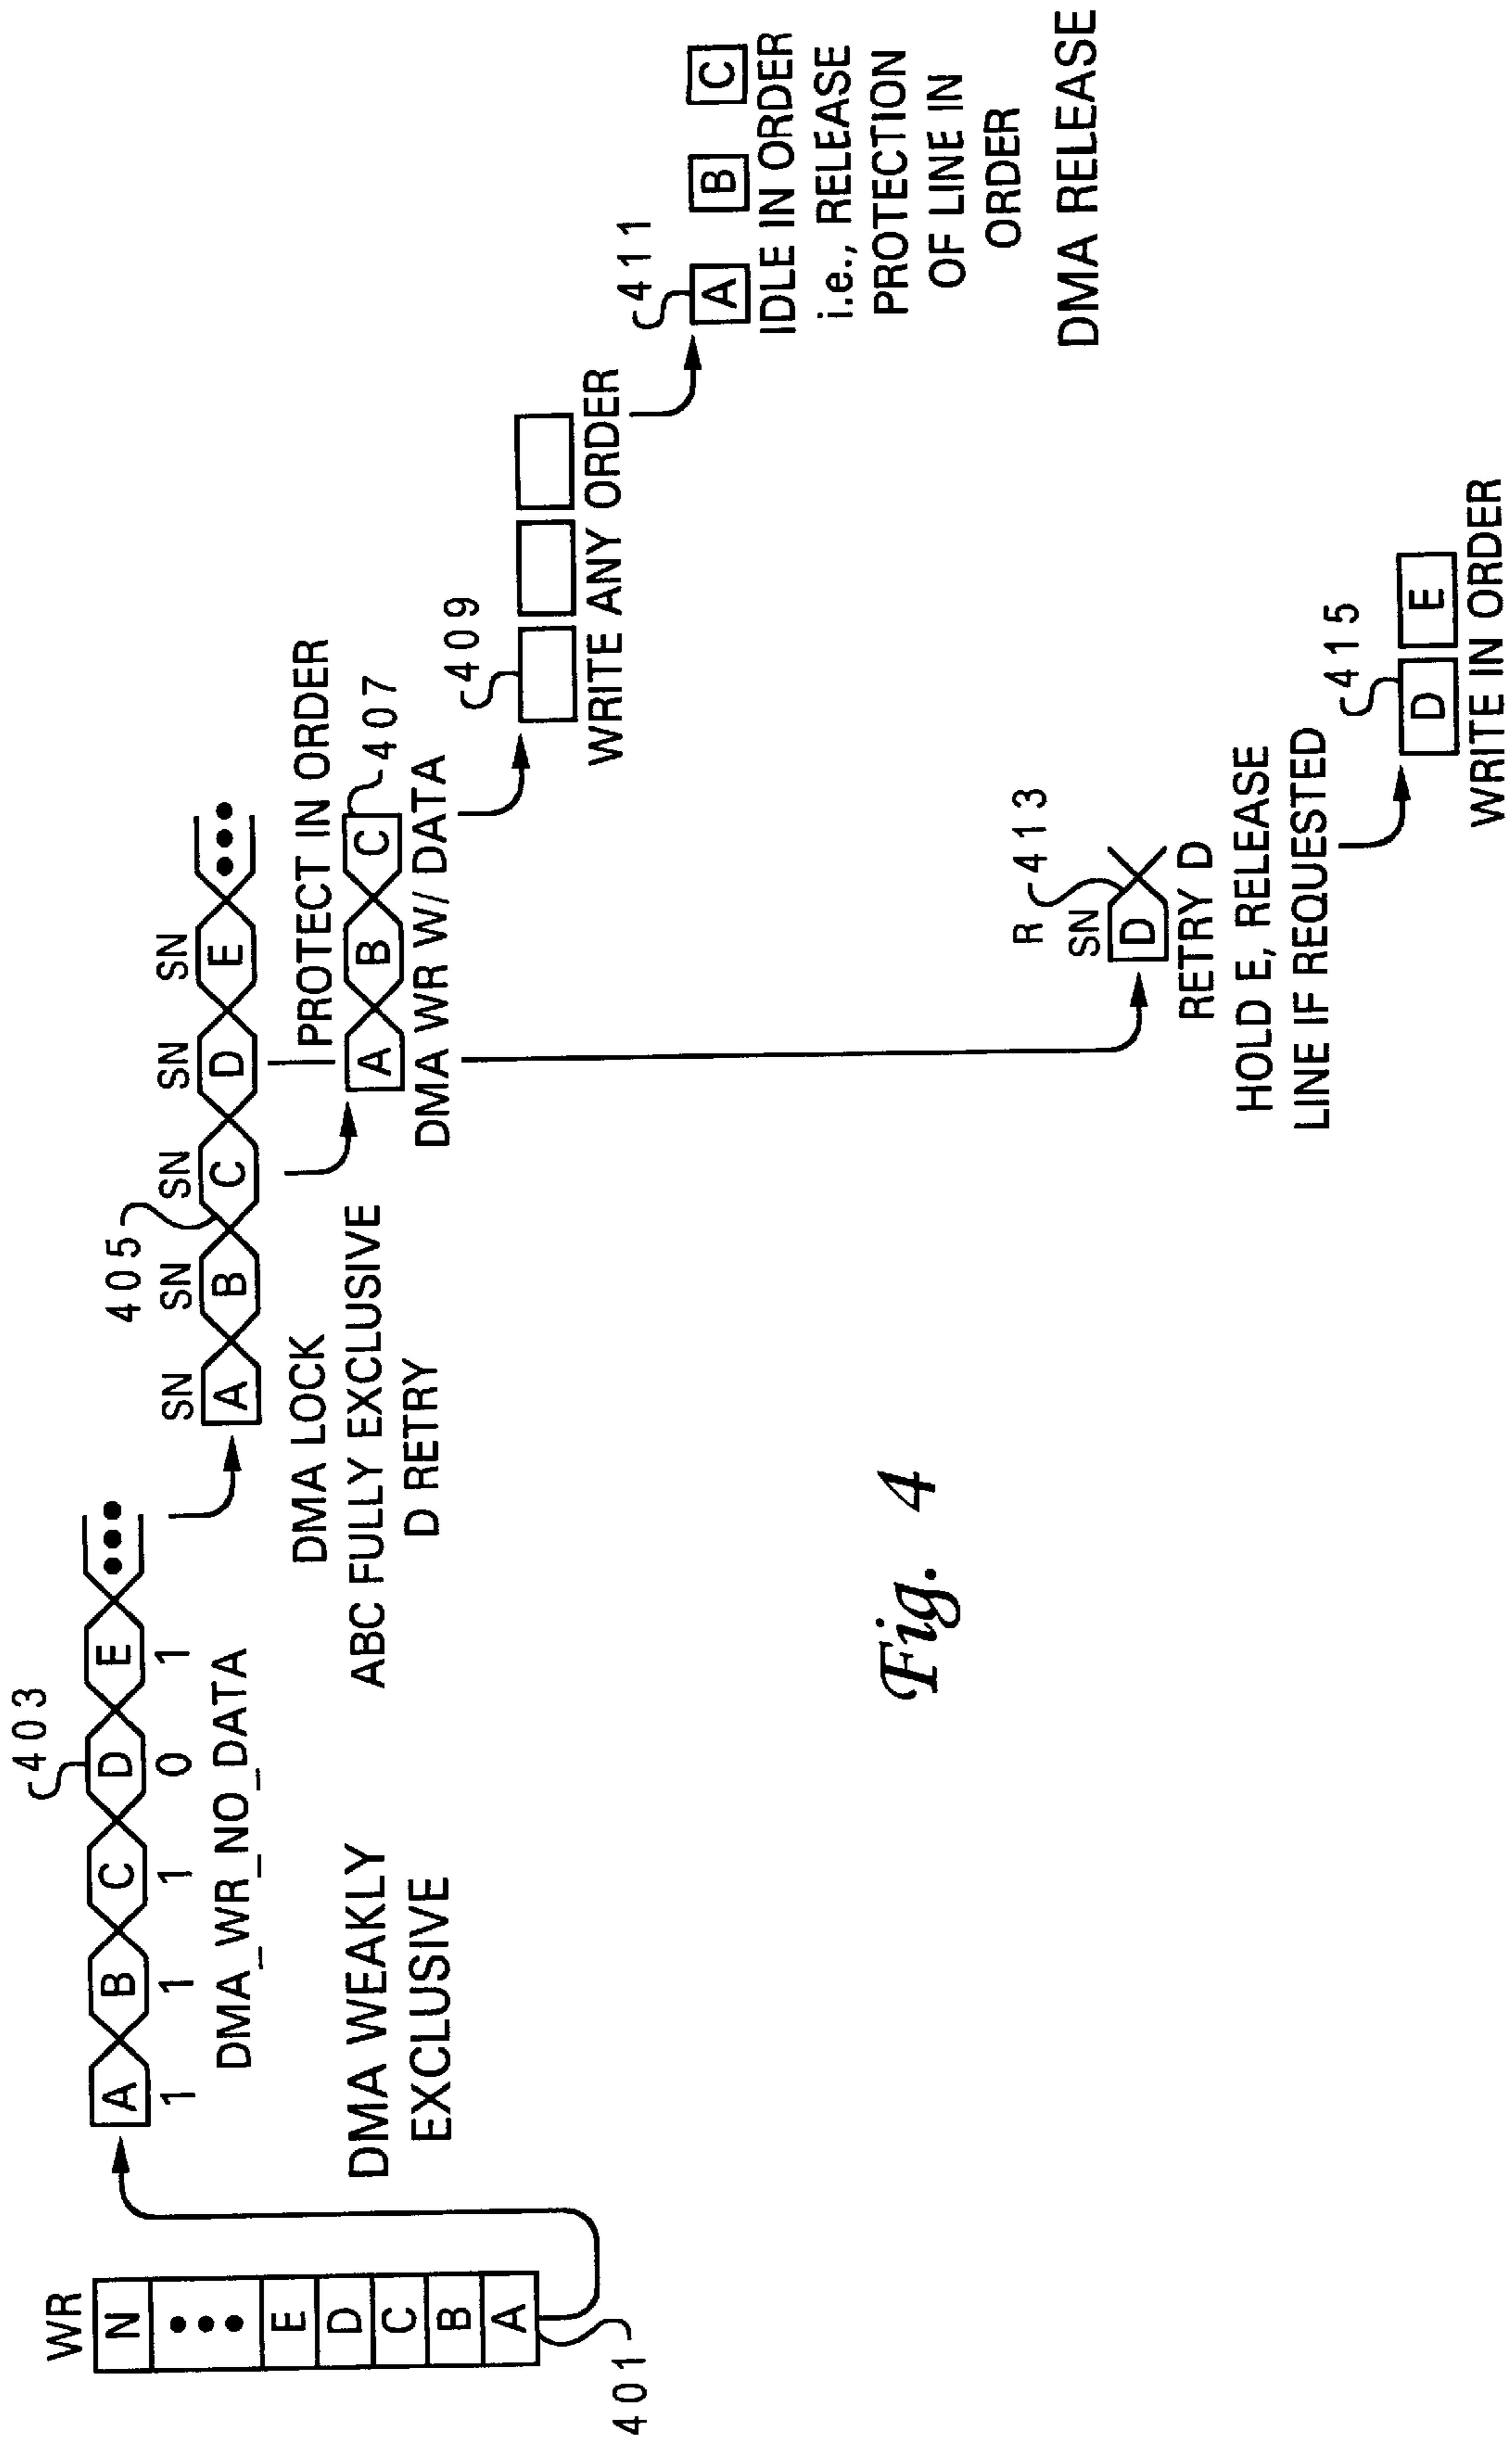 WR
N
•••
E
D
C
B
A
401
403
A B C D E •••
1 1 1 0 1
DMA_WR_NO_DATA
DMA WEAKLY
EXCLUSIVE
405
SN SN SN SN SN
A B C D E •••
DMA LOCK
ABC FULLY EXCLUSIVE
D RETRY
PROTECT IN ORDER
A B C
407
DMA WR W/ DATA
409
WRITE ANY ORDER
411
A B C
IDLE IN ORDER
i.e., RELEASE
PROTECTION
OF LINE IN
ORDER
DMA RELEASE
R 413
SN
D
RETRY D
HOLD E, RELEASE
LINE IF REQUESTED
415
D E
WRITE IN ORDER
Fig. 4